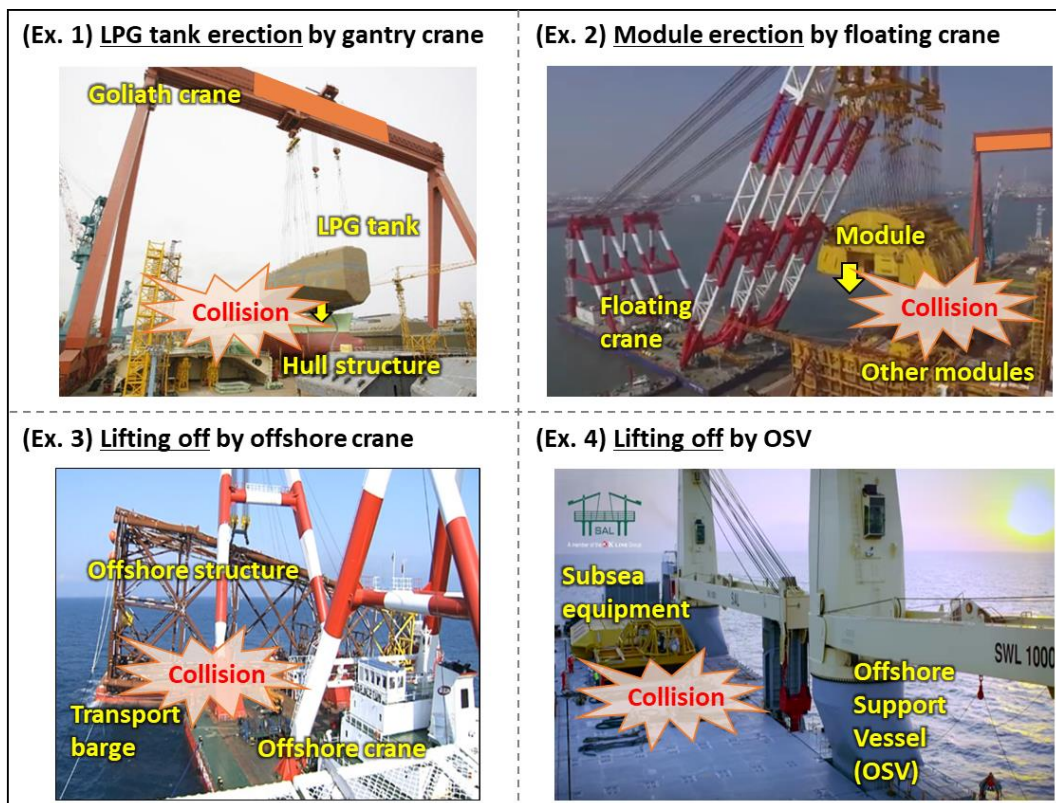 (Ex. 1) LPG tank erection by gantry crane
Goliath crane
LPG tank
Collision
Hull structure
(Ex. 2) Module erection by floating crane
Module
Collision
Floating
crane
Other modules
(Ex. 3) Lifting off by offshore crane
Offshore structure
Collision
Transport
barge
Offshore crane
(Ex. 4) Lifting off by OSV
SAL
Subsea
equipment
SAL
SWL 1000
Collision
Offshore
Support
Vessel
(OSV)